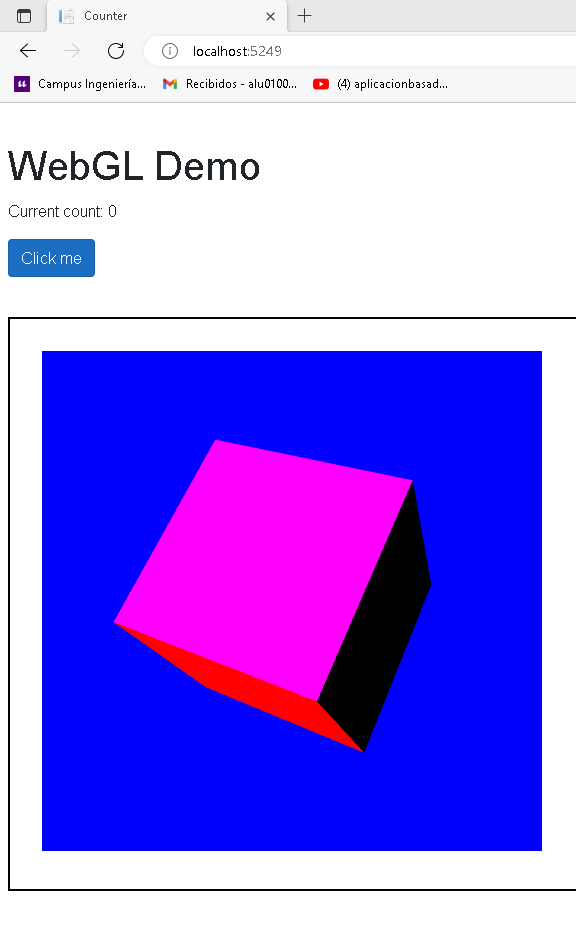 Counter
localhost:5249
Campus Ingeniería... Recibidos - alu0100... (4) aplicacionbasad...
WebGL Demo
Current count: 0
Click me